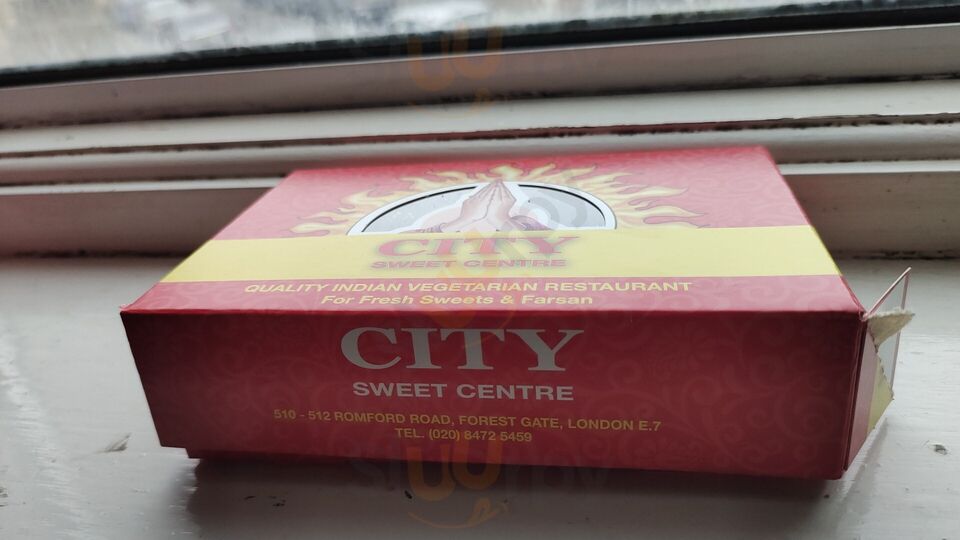 CITY
SWEET CENTRE
QUALITY INDIAN VEGETARIAN RESTAURANT
For Fresh Sweets & Farsan
CITY
SWEET CENTRE
510 - 512 ROMFORD ROAD, FOREST GATE, LONDON E.7
TEL. (020) 8472 5459